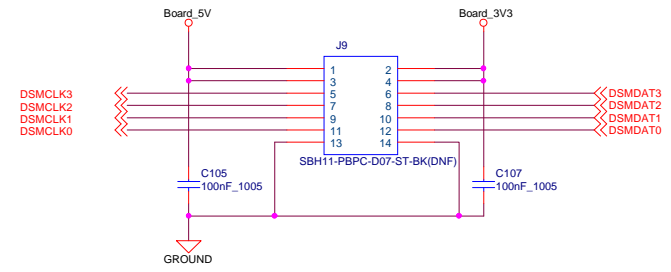 Board_5V
Board_3V3
J9
1 2
3 4
DSMCLK3 5 6 DSMDAT3
DSMCLK2 7 8 DSMDAT2
DSMCLK1 9 10 DSMDAT1
DSMCLK0 11 12 DSMDAT0
13 14
SBH11-PBPC-D07-ST-BK(DNF)
C105
100nF_1005
C107
100nF_1005
GROUND